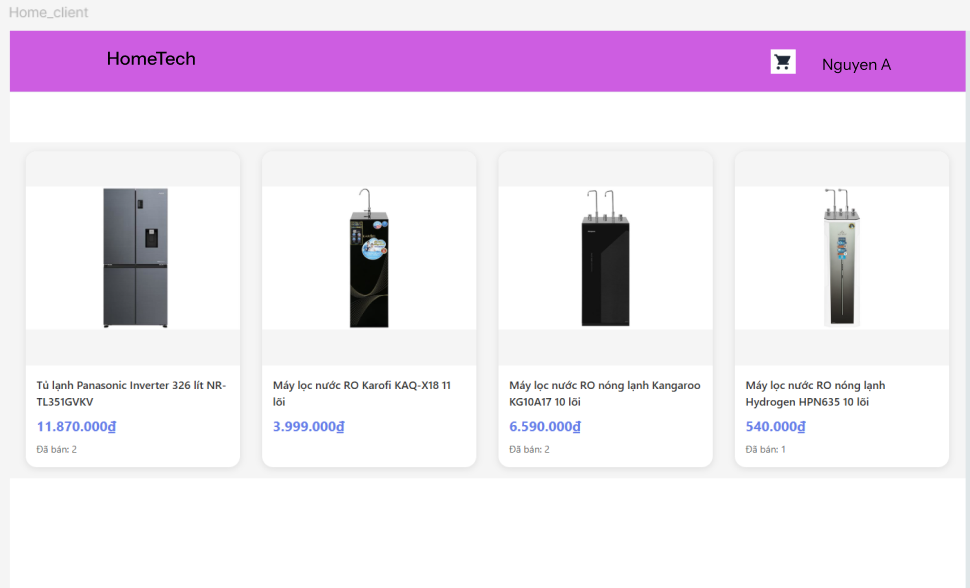 Home_client
HomeTech
Nguyen A
Tủ lạnh Panasonic Inverter 326 lít NR-
TL351GVKV
11.870.000₫
Đã bán: 2
Máy lọc nước RO Karofi KAQ-X18 11
lõi
3.999.000₫
Máy lọc nước RO nóng lạnh Kangaroo
KG10A17 10 lõi
6.590.000₫
Đã bán: 2
Máy lọc nước RO nóng lạnh
Hydrogen HPN635 10 lõi
540.000₫
Đã bán: 1